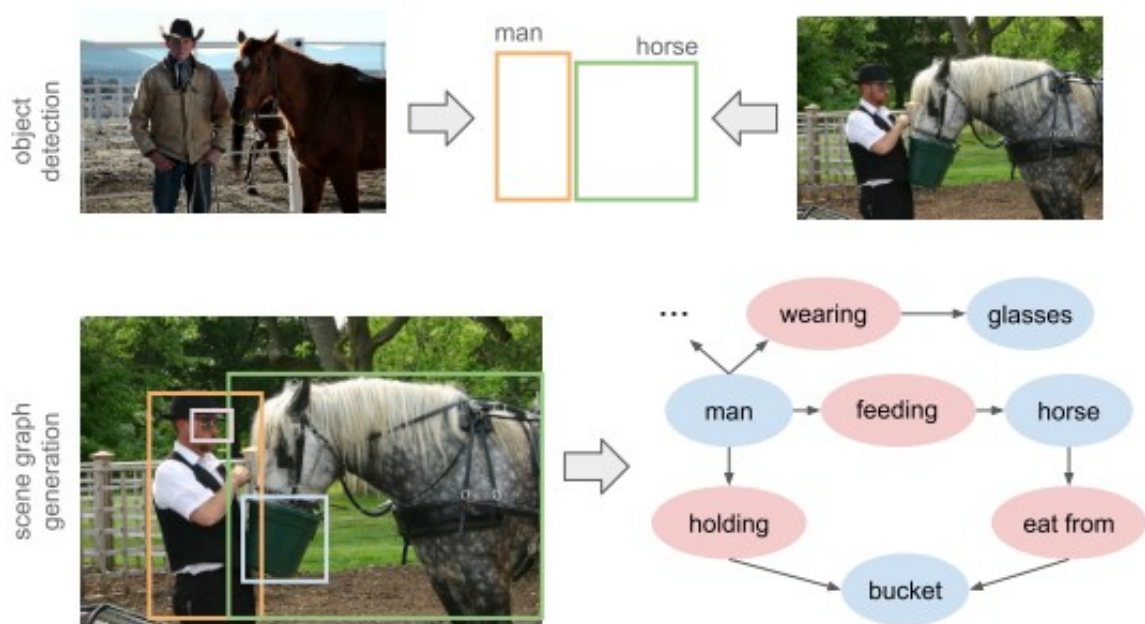 man
horse
object
detection
...
wearing
glasses
man
feeding
horse
scene graph
generation
holding
eat from
bucket